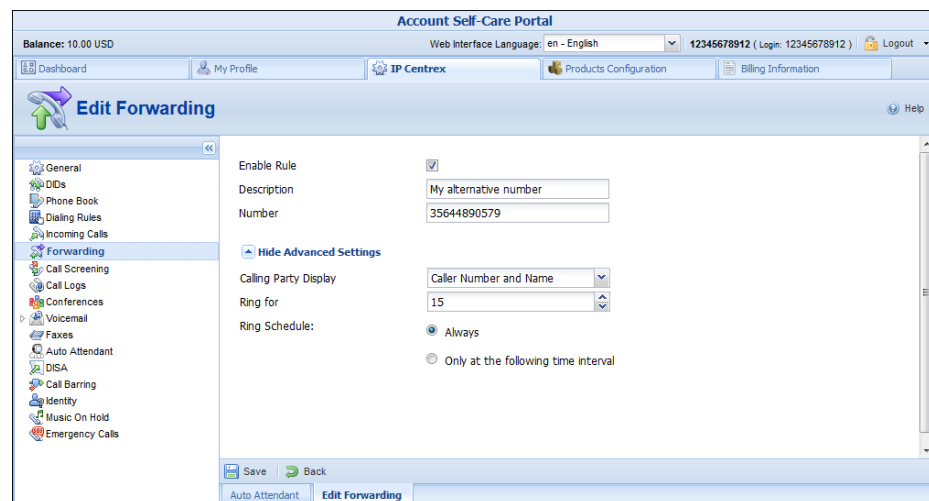 Account Self-Care Portal
Balance: 10.00 USD
Web Interface Language: en - English
12345678912 ( Login: 12345678912 )
Logout
Dashboard
My Profile
IP Centrex
Products Configuration
Billing Information
Edit Forwarding
Help
General
DIDs
Phone Book
Dialing Rules
Incoming Calls
Forwarding
Call Screening
Call Logs
Conferences
Voicemail
Faxes
Auto Attendant
DISA
Call Barring
Identity
Music On Hold
Emergency Calls
Enable Rule
Description My alternative number
Number 35644890579
Hide Advanced Settings
Calling Party Display Caller Number and Name
Ring for 15
Ring Schedule: Always
Only at the following time interval
Save Back
Auto Attendant Edit Forwarding